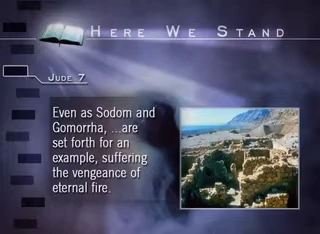 Here We Stand
Jude 7
Even as Sodom and
Gomorrha, ...are
set forth for an
example, suffering
the vengeance of
eternal fire.